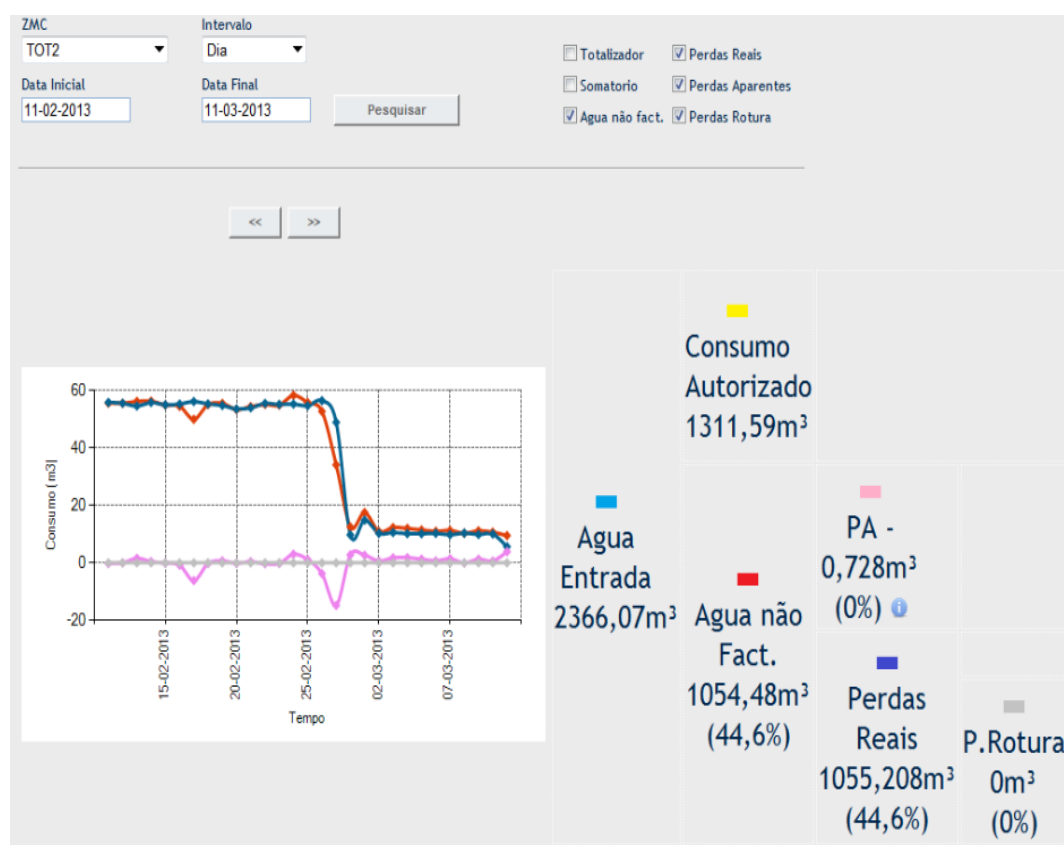 ZMC
Intervalo
TOT2
Dia
Data Inicial
Data Final
11-02-2013
11-03-2013
Pesquisar
Totalizador
Perdas Reais
Somatorio
Perdas Aparentes
Agua não fact.
Perdas Rotura
<<
>>
Consumo ( m3)
60
40
20
0
-20
15-02-2013
20-02-2013
25-02-2013
02-03-2013
07-03-2013
Tempo
Agua
Entrada
2366,07m³
Consumo
Autorizado
1311,59m³
Agua não
Fact.
1054,48m³
(44,6%)
PA -
0,728m³
(0%)
i
Perdas
Reais
1055,208m³
(44,6%)
P.Rotura
0m³
(0%)